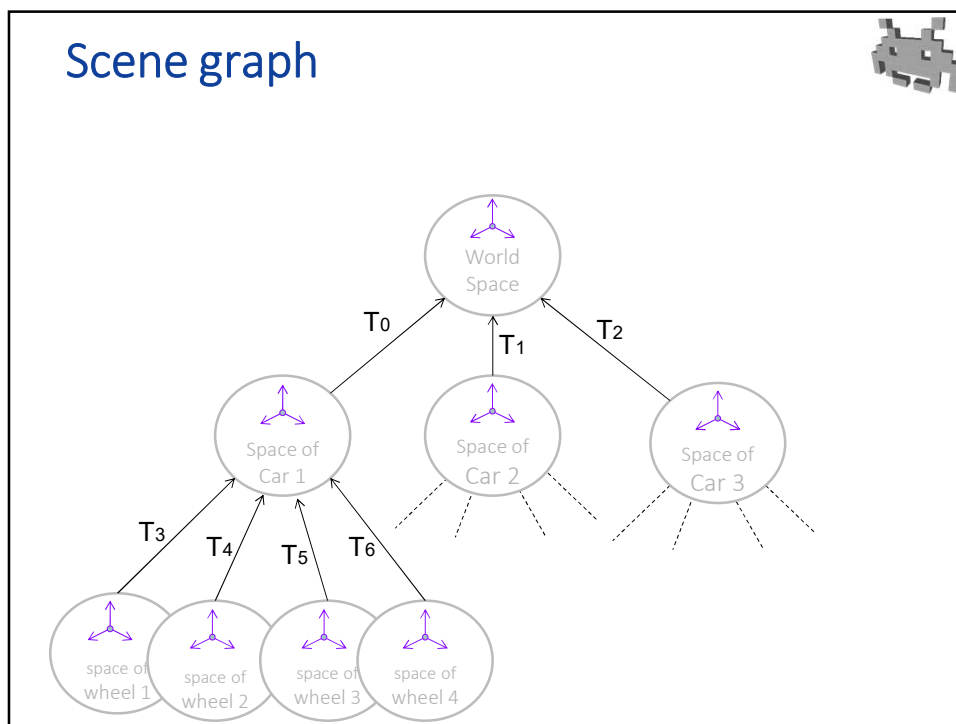 Scene graph
World
Space
T0
T1
T2
Space of
Car 1
Space of
Car 2
Space of
Car 3
T3
T4
T5
T6
space of
wheel 1
space of
wheel 2
space of
wheel 3
space of
wheel 4